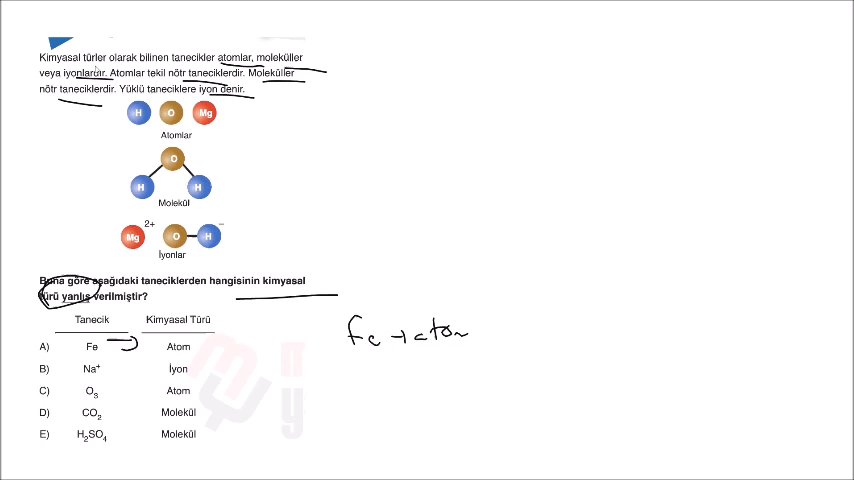 Kimyasal türler olarak bilinen tanecikler atomlar, moleküller
veya iyonlardır. Atomlar tekil nötr taneciklerdir. Moleküller
nötr taneciklerdir. Yüklü taneciklere iyon denir.
H O Mg
Atomlar
O
H H
Molekül
Mg 2+ O H –
İyonlar
Buna göre aşağıdaki taneciklerden hangisinin kimyasal
türü yanlış verilmiştir?
Tanecik Kimyasal Türü
A) Fe Atom
B) Na⁺ İyon
C) O₃ Atom
D) CO₂ Molekül
E) H₂SO₄ Molekül
Fe → atom